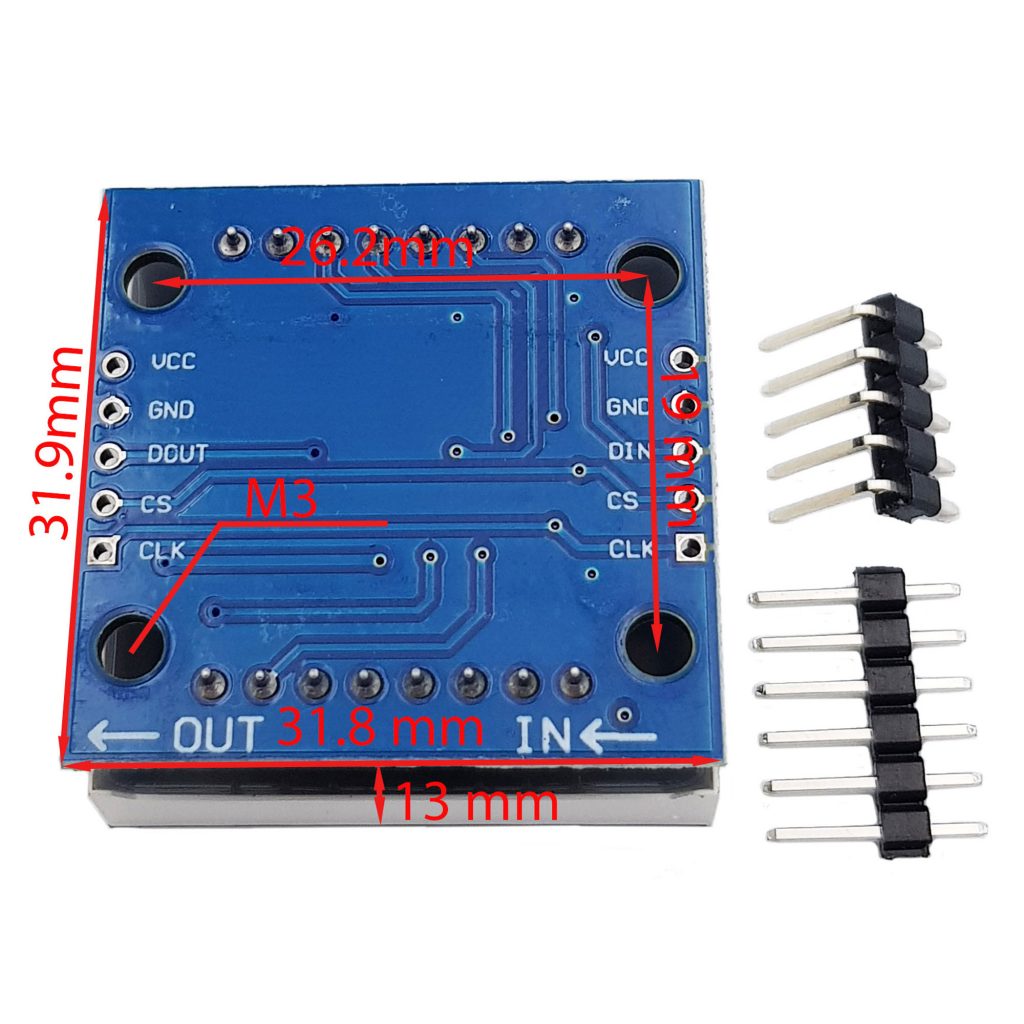 26.2mm
VCC
VCC
19 mm
GND
GND
31.9mm
DOUT
DIN
CS
M3
CS
CLK
CLK
OUT
31.8 mm
IN
13 mm